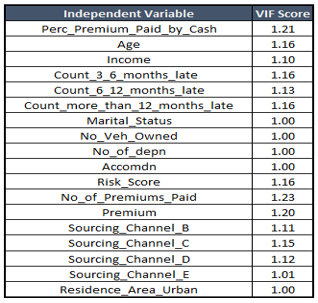 Independent Variable VIF Score
Perc_Premium_Paid_by_Cash 1.21
Age 1.16
Income 1.10
Count_3_6_months_late 1.16
Count_6_12_months_late 1.13
Count_more_than_12_months_late 1.16
Marital_Status 1.00
No_Veh_Owned 1.00
No_of_depn 1.00
Accomdn 1.00
Risk_Score 1.16
No_of_Premiums_Paid 1.23
Premium 1.20
Sourcing_Channel_B 1.11
Sourcing_Channel_C 1.15
Sourcing_Channel_D 1.12
Sourcing_Channel_E 1.01
Residence_Area_Urban 1.00